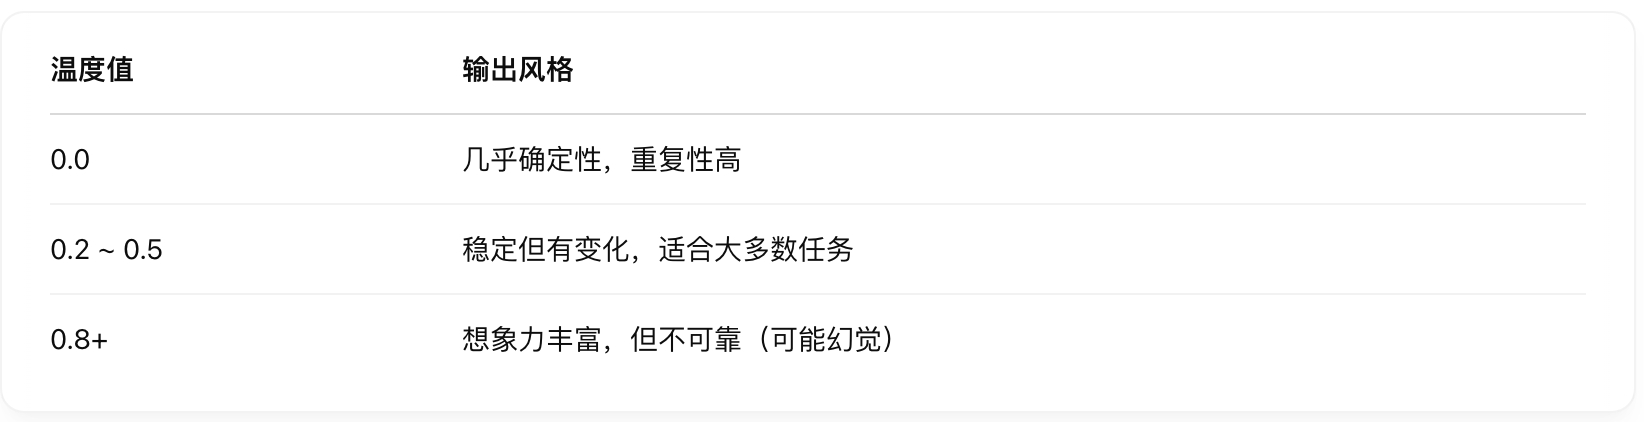 温度值 输出风格
0.0 几乎确定性，重复性高
0.2 ~ 0.5 稳定但有变化，适合大多数任务
0.8+ 想象力丰富，但不可靠（可能幻觉）